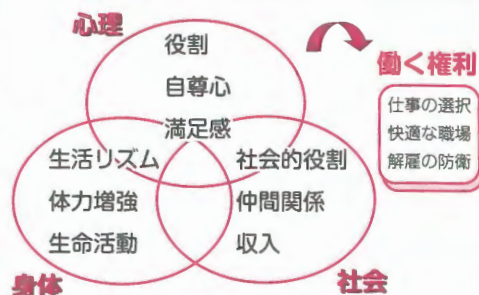 心理
役割
自尊心
満足感
働く権利
仕事の選択
快適な職場
解雇の防衛
生活リズム
体力増強
生命活動
身体
社会的役割
仲間関係
収入
社会